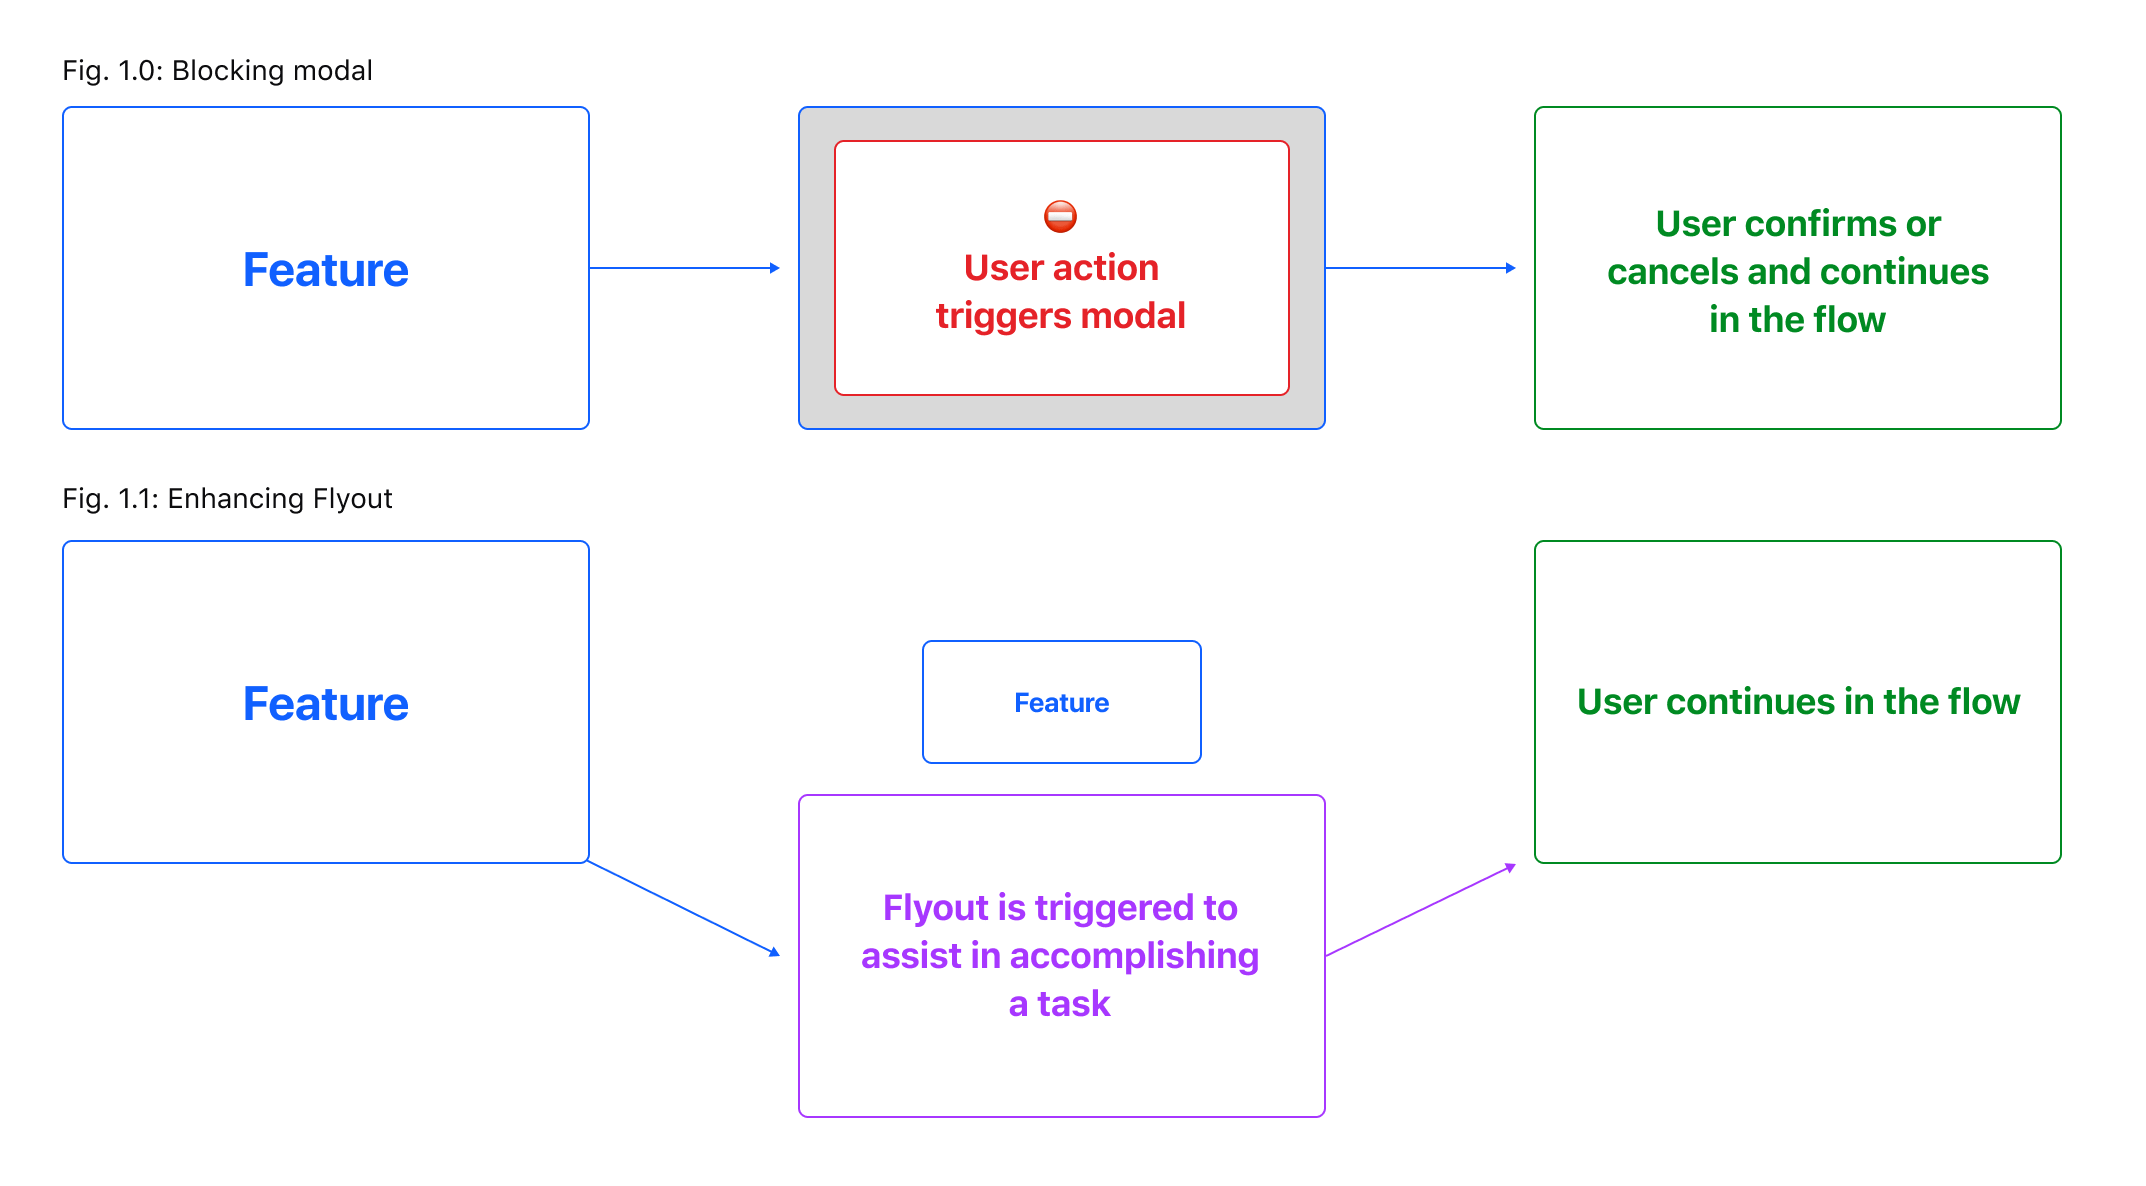 Fig. 1.0: Blocking modal
Feature
User action
triggers modal
User confirms or
cancels and continues
in the flow
Fig. 1.1: Enhancing Flyout
Feature
Feature
Flyout is triggered to
assist in accomplishing
a task
User continues in the flow